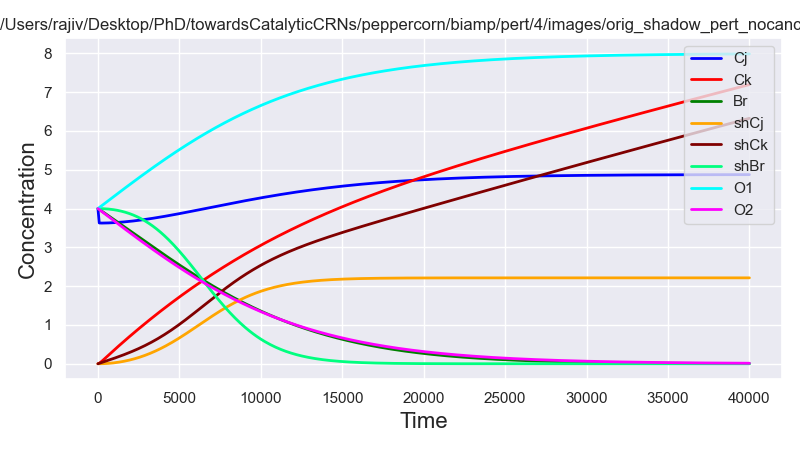 /Users/rajiv/Desktop/PhD/towardsCatalyticCRNs/peppercorn/biamp/pert/4/images/orig_shadow_pert_nocano
8
7
6
5
4
3
2
1
0
Concentration
Cj
Ck
Br
shCj
shCk
shBr
O1
O2
0 5000 10000 15000 20000 25000 30000 35000 40000
Time